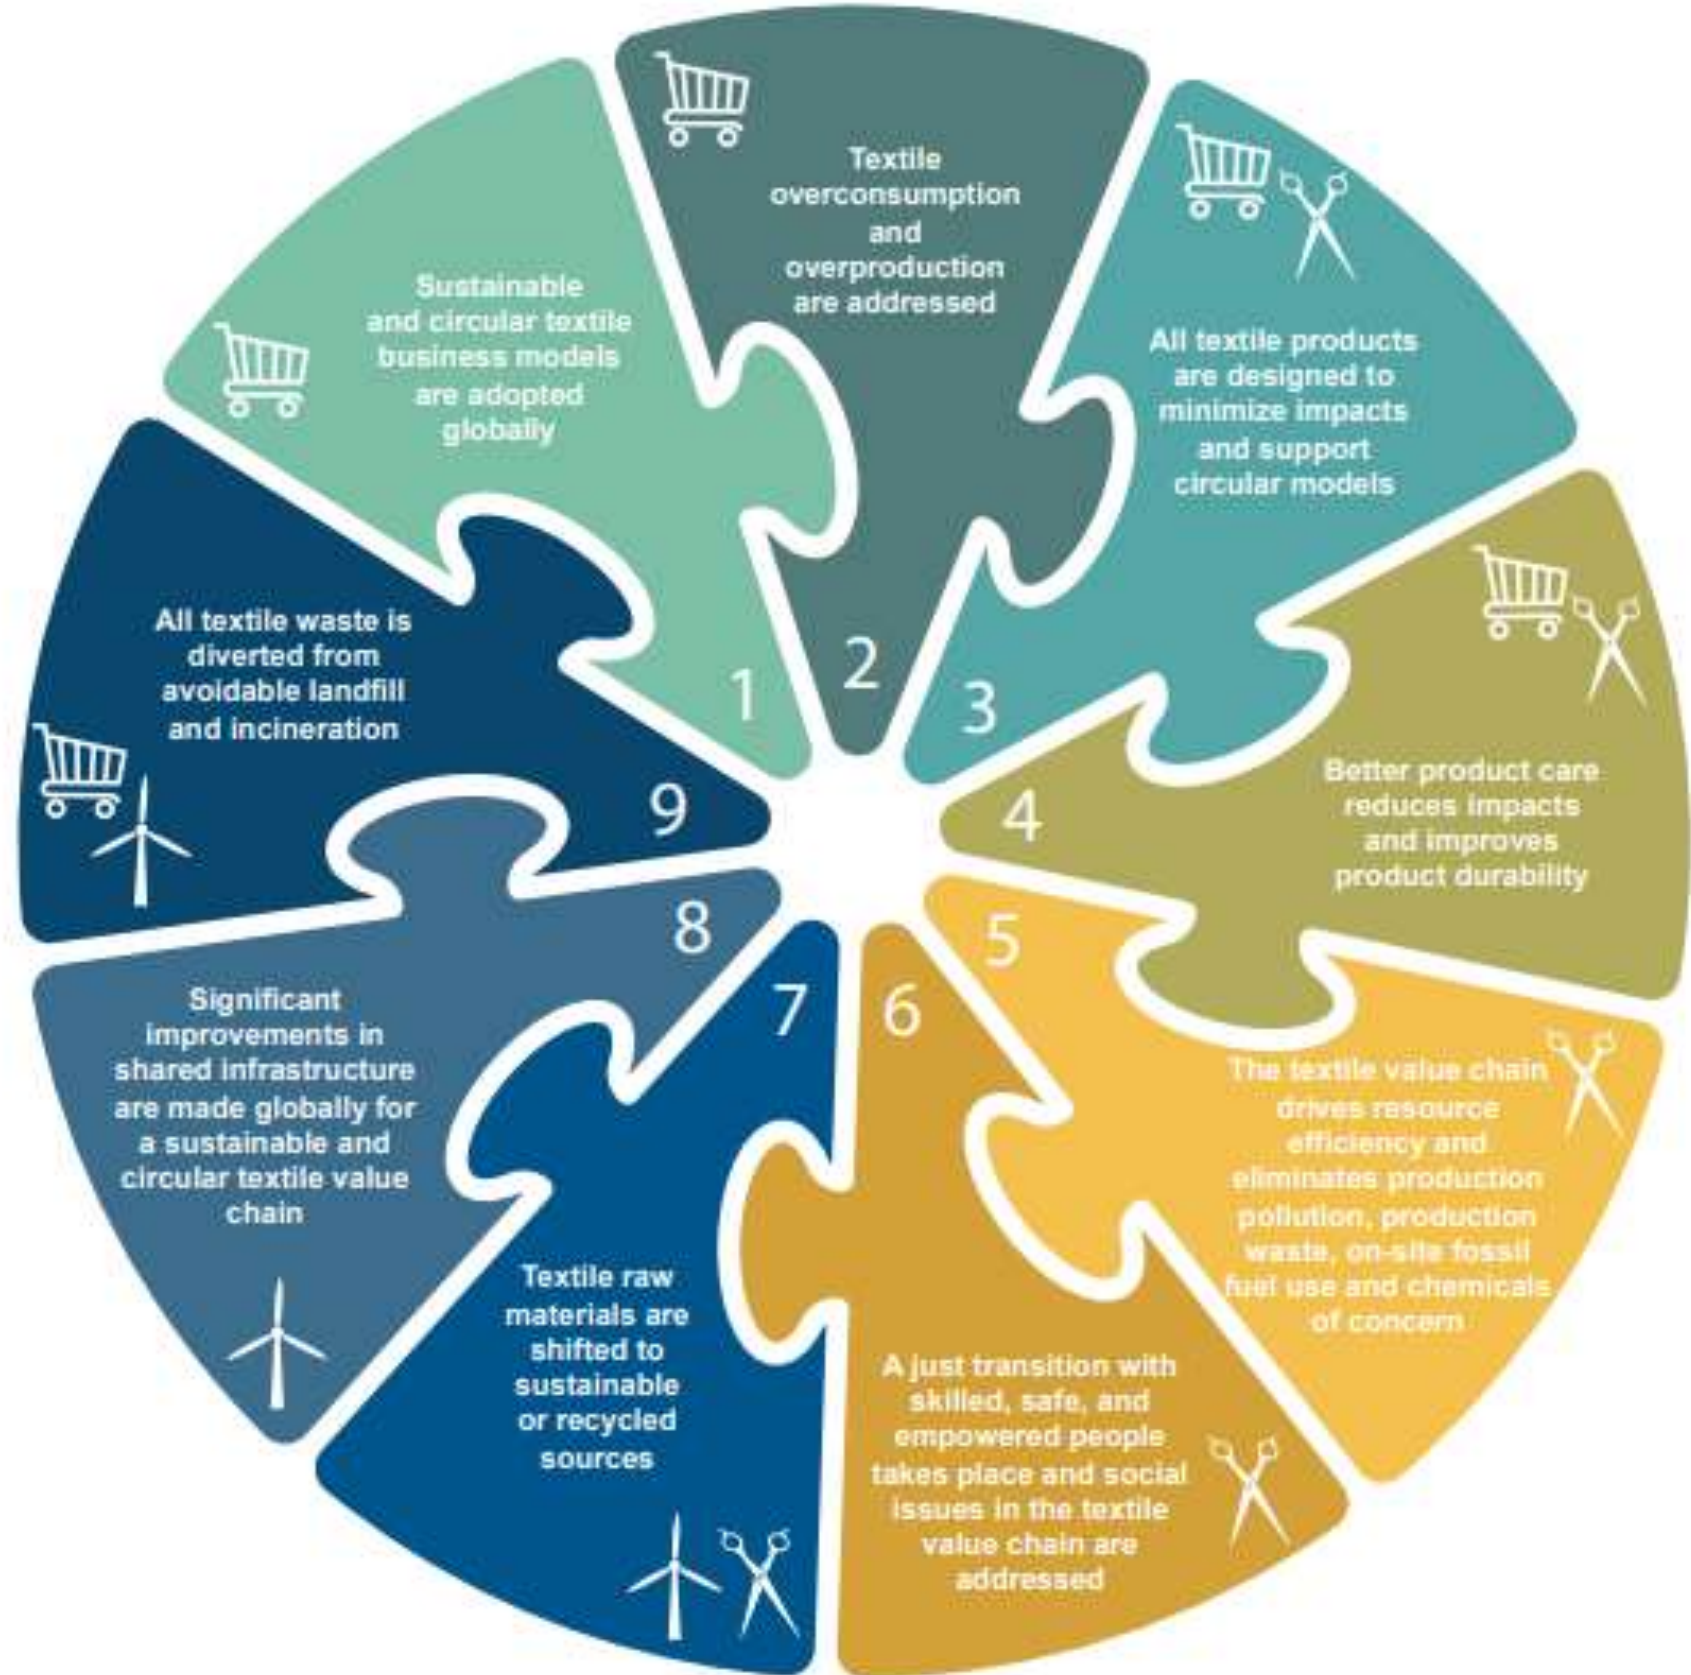 Sustainable
and circular textile
business models
are adopted
globally
1
Textile
overconsumption
and
overproduction
are addressed
2
All textile products
are designed to
minimize impacts
and support
circular models
3
Better product care
reduces impacts
and improves
product durability
4
The textile value chain
drives resource
efficiency and
eliminates production
pollution, production
waste, on-site fossil
fuel use and chemicals
of concern
5
A just transition with
skilled, safe, and
empowered people
takes place and social
issues in the textile
value chain are
addressed
6
Textile raw
materials are
shifted to
sustainable
or recycled
sources
7
Significant
improvements in
shared infrastructure
are made globally for
a sustainable and
circular textile value
chain
8
All textile waste is
diverted from
avoidable landfill
and incineration
9